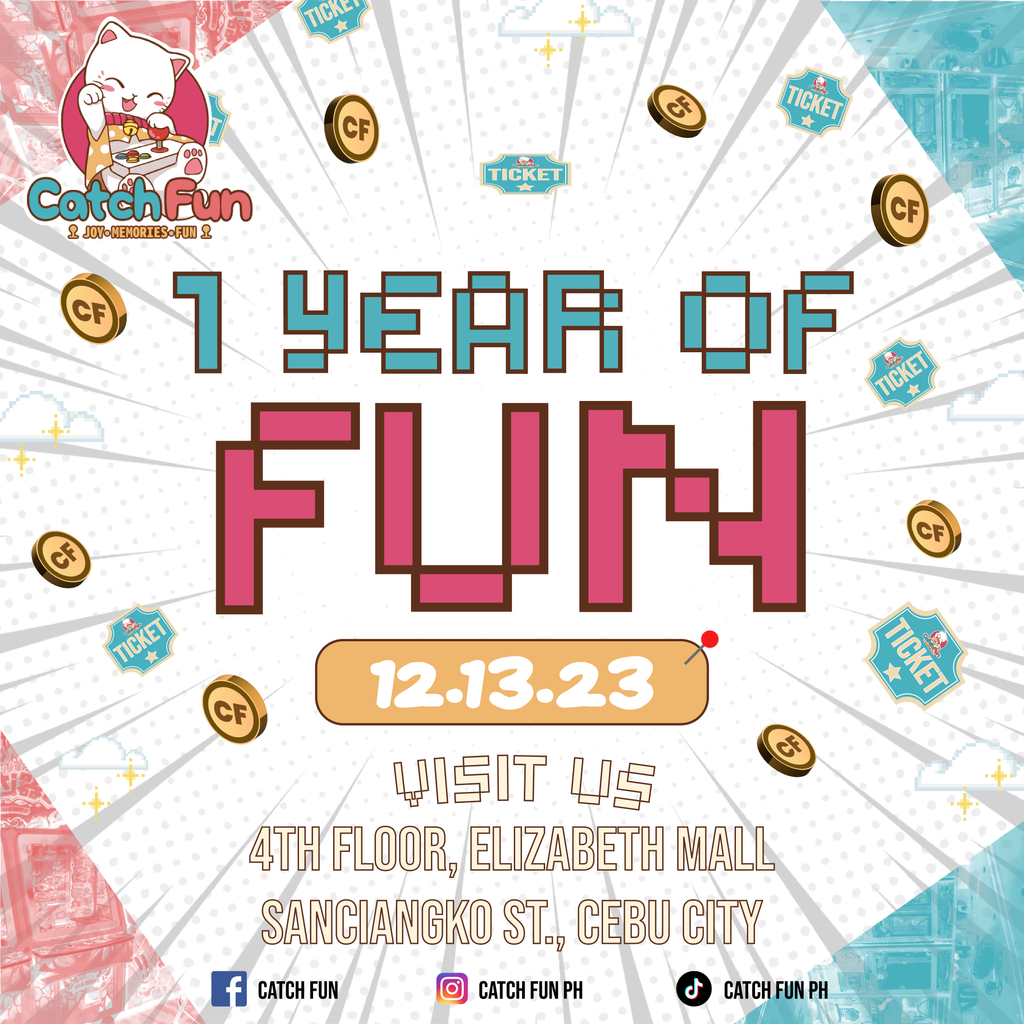 TICKET
CatchFun
JOY•MEMORIES•FUN
CF
CF
TICKET
TICKET
CF
CF
1 YEAR OF
FUN
TICKET
CF
CF
TICKET
TICKET
CF
CF
12.13.23
VISIT US
4TH FLOOR, ELIZABETH MALL
SANCIANGKO ST., CEBU CITY
CATCH FUN
CATCH FUN PH
CATCH FUN PH